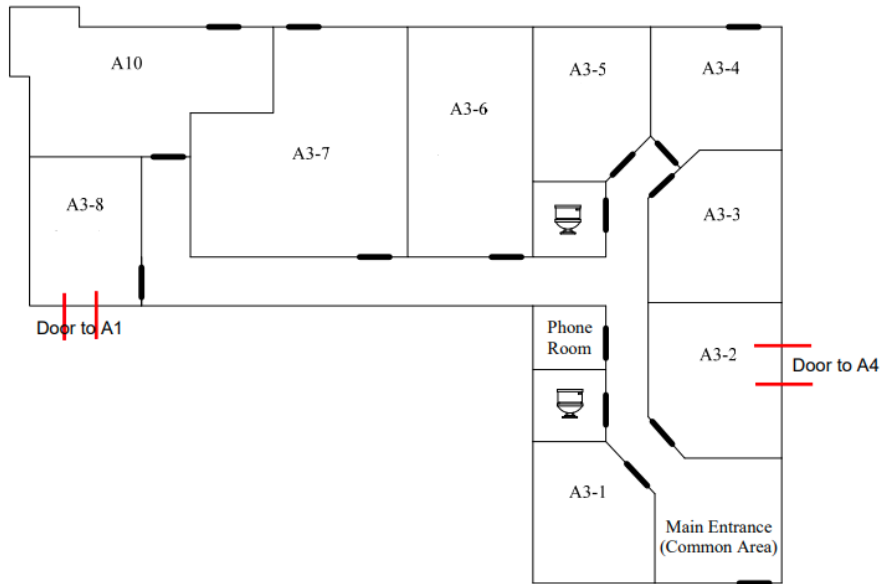 A10
A3-7
A3-6
A3-5
A3-4
A3-8
A3-3
Door to A1
Phone
Room
A3-2
Door to A4
A3-1
Main Entrance
(Common Area)